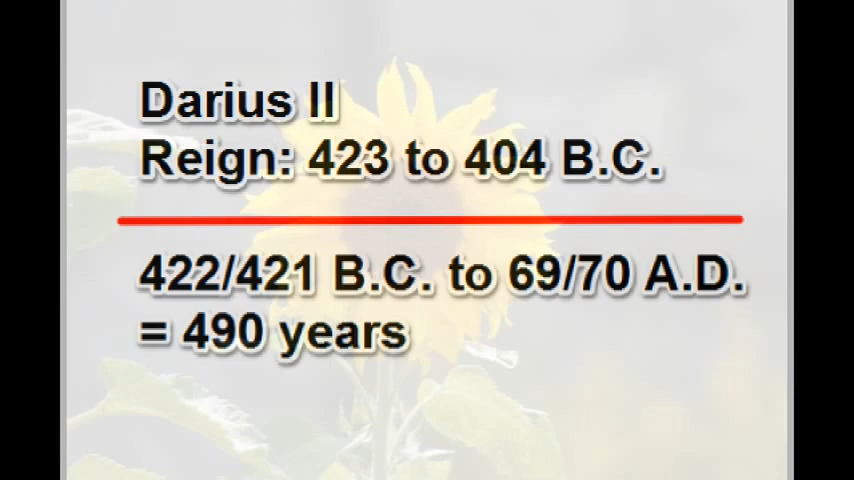 Darius II
Reign: 423 to 404 B.C.
422/421 B.C. to 69/70 A.D.
= 490 years